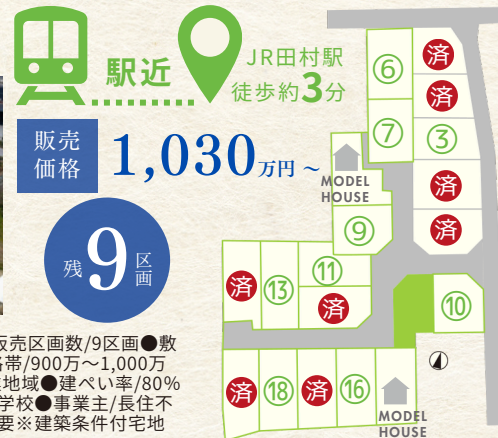 駅近
JR田村駅
徒歩約3分
販売
価格
1,030万円～
残9区画
販売区画数/9区画●敷
格帯/900万～1,000万
地域●建ぺい率/80%
学校●事業主/長住不
要※建築条件付宅地
済
⑥
済
⑦
③
MODEL
HOUSE
済
⑨
済
済
⑬
⑪
済
⑩
済
⑱
済
⑯
MODEL
HOUSE